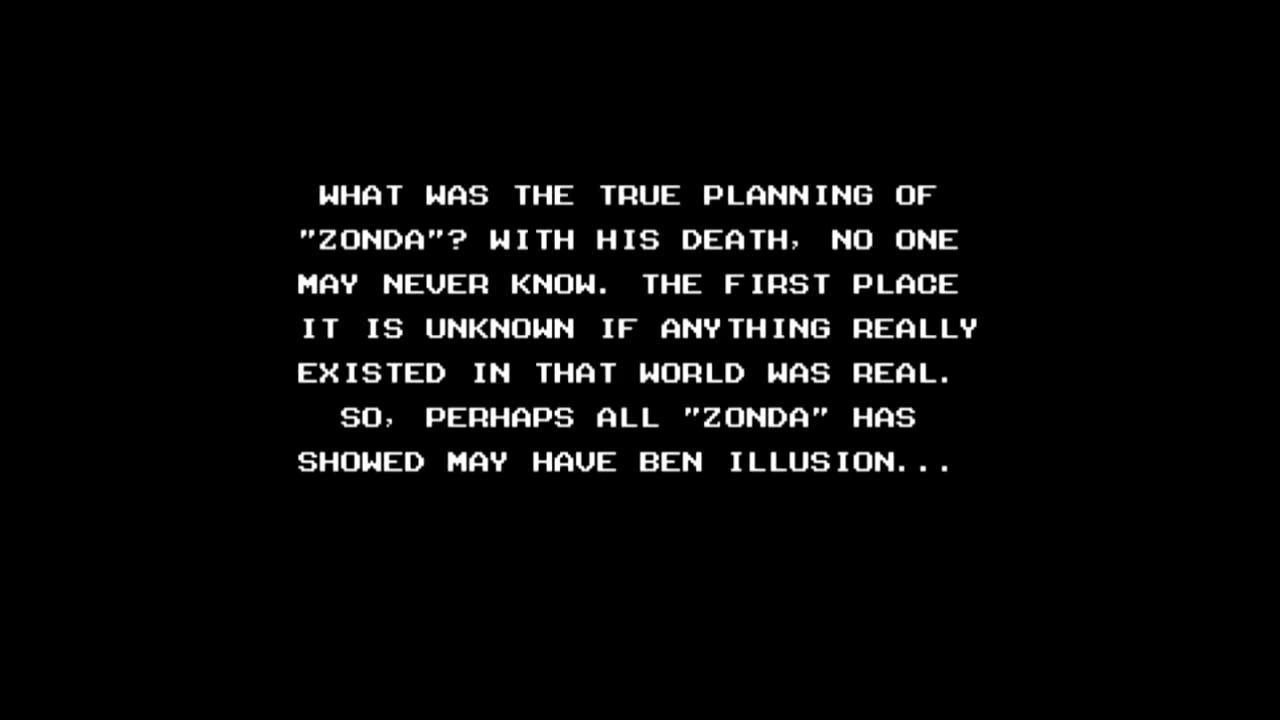 WHAT WAS THE TRUE PLANNING OF
"ZONDA"? WITH HIS DEATH, NO ONE
MAY NEVER KNOW. THE FIRST PLACE
IT IS UNKNOWN IF ANYTHING REALLY
EXISTED IN THAT WORLD WAS REAL.
SO, PERHAPS ALL "ZONDA" HAS
SHOWED MAY HAVE BEN ILLUSION...